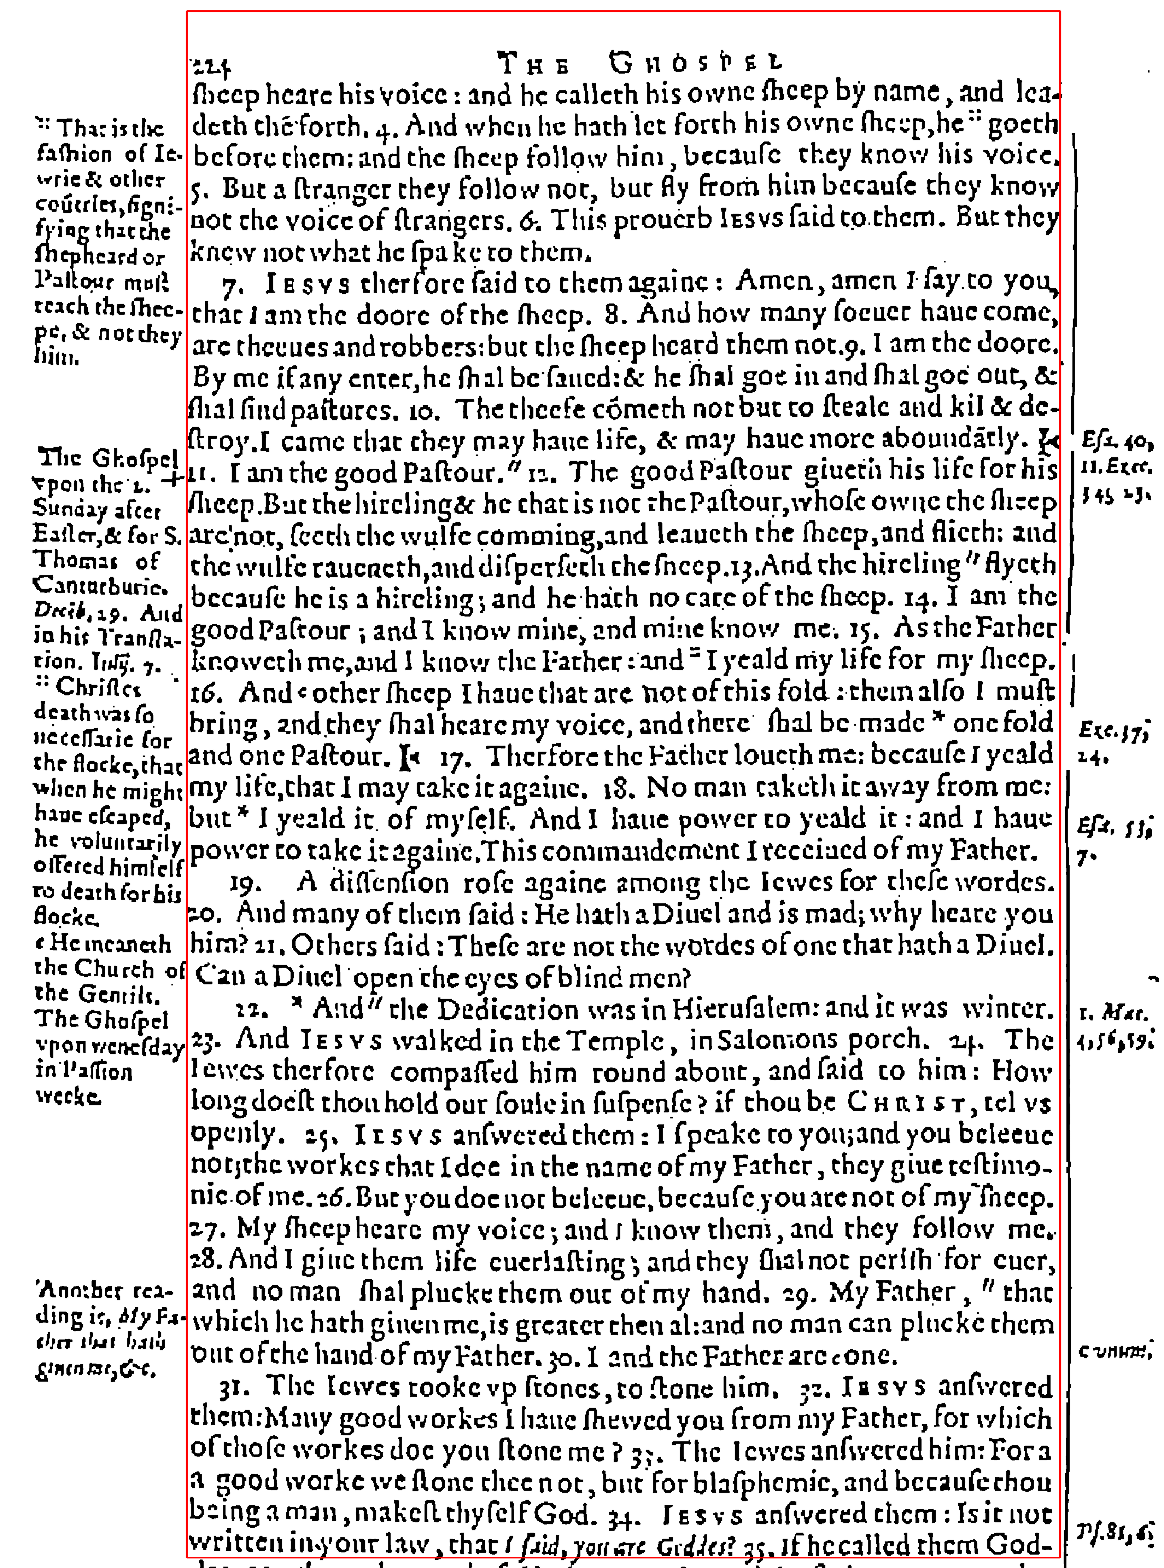 224 THE GHOSPEL
ſheep heare his voice: and he calleth his owne ſheep by name, and lea-
deth thē forth. 4. And when he hath let forth his owne ſheep, he :: goeth
before them: and the ſheep follow him, becauſe they know his voice.
5. But a ſtranger they follow not, but fly from him becauſe they know
not the voice of ſtrangers. 6. This prouerb IESVS ſaid to them. But they
knew not what he ſpake to them.
7. IESVS therfore ſaid to them againe: Amen, amen I ſay to you,
that I am the doore of the ſheep. 8. And how many ſoeuer haue come,
are theeues and robbers: but the ſheep heard them not. 9. I am the doore.
By me if any enter, he ſhal be ſaued: & he ſhal goe in and ſhal goe out, &
ſhal find paſtures. 10. The theefe cōmeth not but to ſteale and kil & de-
ſtroy. I came that they may haue life, & may haue more aboundātly.
11. I am the good Paſtour. " 12. The good Paſtour giueth his life for his
ſheep. But the hireling & he that is not the Paſtour, whoſe owne the ſheep
are not, ſeeth the wulfe comming, and leaueth the ſheep, and flieth: and
the wulfe raueneth, and diſperſeth the ſheep. 13. And the hireling " flyeth
becauſe he is a hireling; and he hath no care of the ſheep. 14. I am the
good Paſtour; and I know mine, and mine know me. 15. As the Father
knoweth me, and I know the Father: and :: I yeald my life for my ſheep.
16. And c other ſheep I haue that are not of this fold: them alſo I muſt
bring, and they ſhal heare my voice, and there ſhal be made * one fold
and one Paſtour. 17. Therfore the Father loueth me: becauſe I yeald
my life, that I may take it againe. 18. No man taketh it away from me:
but * I yeald it of myſelf. And I haue power to yeald it: and I haue
power to take it againe. This commandement I receiued of my Father.
19. A diſſenſion roſe againe among the Iewes for theſe wordes.
20. And many of them ſaid: He hath a Diuel and is mad; why heare you
him? 21. Others ſaid: Theſe are not the wordes of one that hath a Diuel.
Can a Diuel open the eyes of blind men?
22. * And " the Dedication was in Hieruſalem: and it was winter.
23. And IESVS walked in the Temple, in Salomons porch. 24. The
Iewes therfore compaſſed him round about, and ſaid to him: How
long doeſt thou hold our ſoule in ſuſpenſe? if thou be CHRIST, tel vs
openly. 25. IESVS anſwered them: I ſpeake to you; and you beleeue
not; the workes that I doe in the name of my Father, they giue teſtimo-
nie of me. 26. But you doe not beleeue, becauſe you are not of my ſheep.
27. My ſheep heare my voice; and I know them, and they follow me.
28. And I giue them life euerlaſting; and they ſhal not periſh for euer,
and no man ſhal plucke them out of my hand. 29. My Father, " that
which he hath giuen me, is greater then al: and no man can plucke them
out of the hand of my Father. 30. I and the Father are c one.
31. The Iewes tooke vp ſtones, to ſtone him. 32. IESVS anſwered
them: Many good workes I haue ſhewed you from my Father, for which
of thoſe workes doe you ſtone me? 33. The Iewes anſwered him: For a
a good worke we ſtone thee not, but for blaſphemie, and becauſe thou
being a man, makeſt thy ſelf God. 34. IESVS anſwered them: Is it not
written in your law, that I ſaid, you are Goddes? 35. If he called them God-
:: That is the
faſhion of Ie-
wrie & other
coūtries, ſigni-
fying that the
ſhepheard or
Paſtour muſt
teach the ſhee-
pe, & not they
him.
The Ghoſpel
vpon the 2.
Sunday after
Eaſter, & for S.
Thomas of
Canturburie.
Decēb. 29. And
in his Tranſla-
tion. Iuly. 7.
:: Chriſtes
death was ſo
neceſſarie for
the flocke, that
when he might
haue eſcaped,
he voluntarily
offered himſelf
to death for his
flocke.
c He meaneth
the Church of
the Gentils.
The Ghoſpel
vpon wenеſday
in Paſſion
weeke.
Another rea-
ding is, My Fa-
ther that hath
giuen me, &c.
Eſa. 40,
11. Ezec.
34, 23.
Eze. 37,
24.
Eſa. 53,
7.
1. Mac.
4, 56, 59.
c vnum,
Pſ. 81, 6.